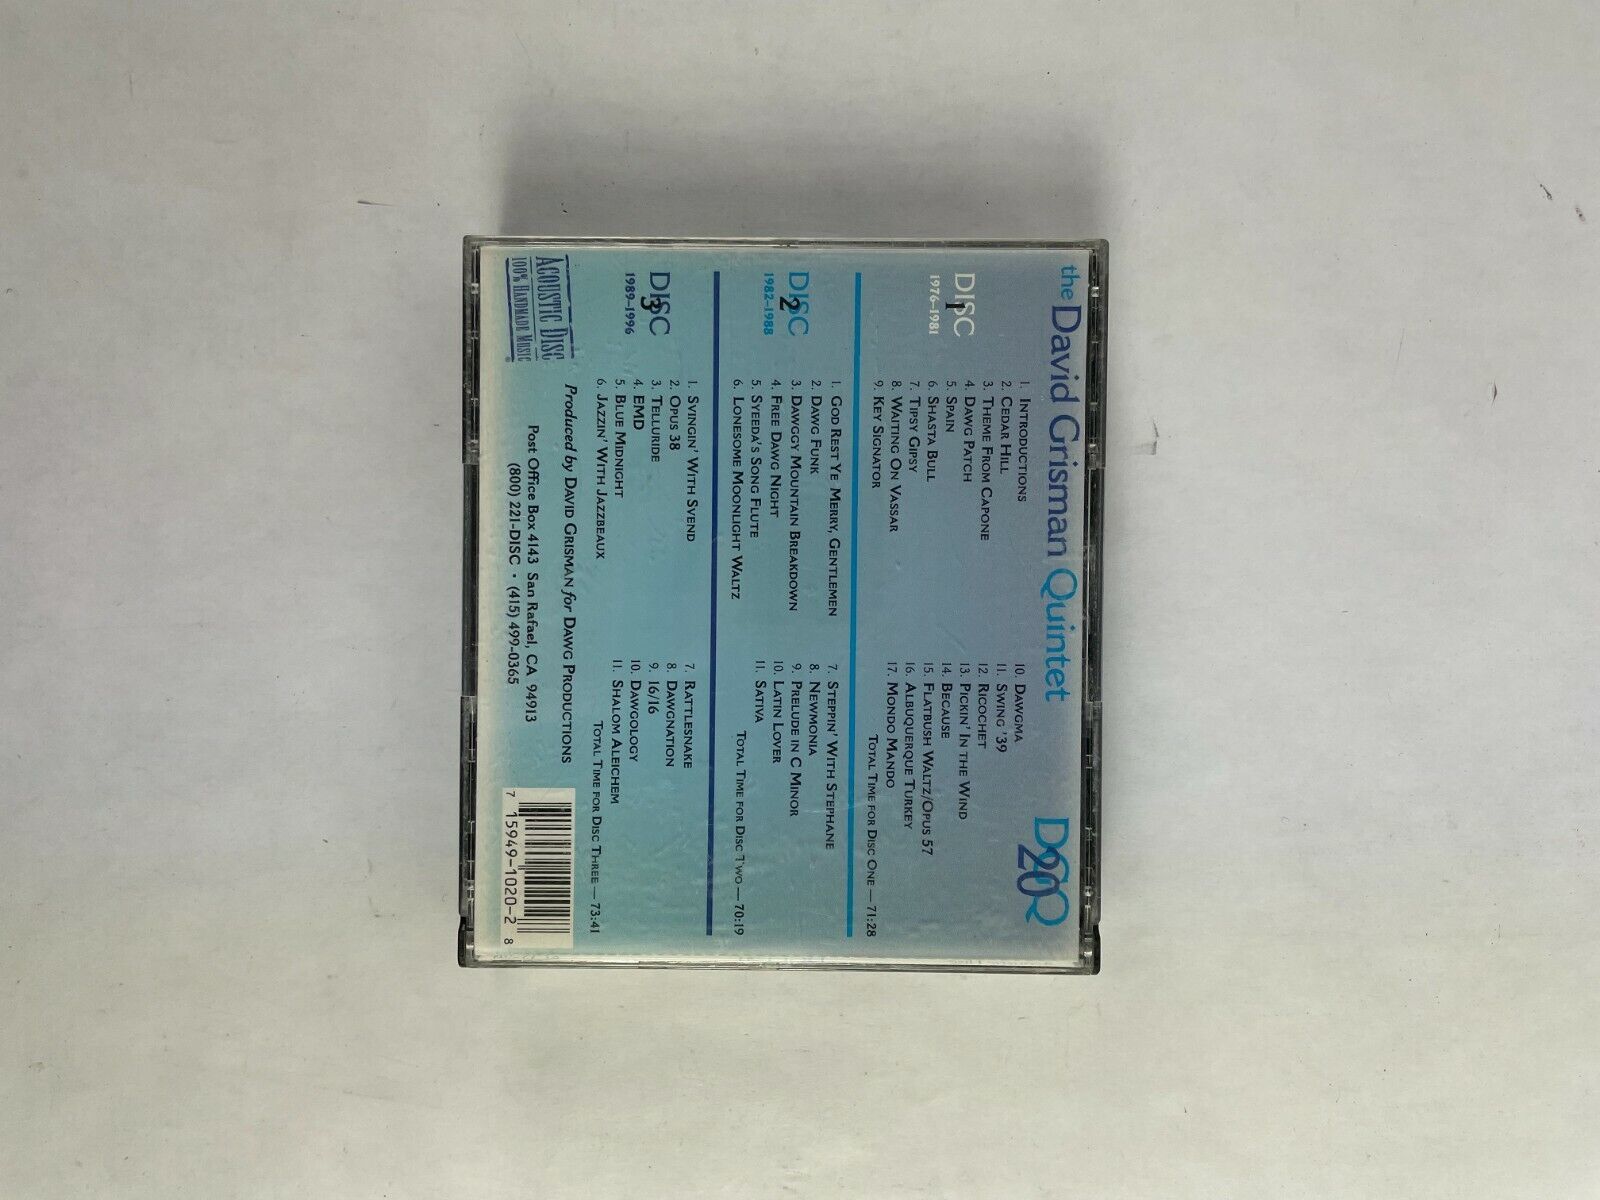 the David Grisman Quintet
DGQ
20
DISC
1
1976–1981
1. INTRODUCTIONS
2. CEDAR HILL
3. THEME FROM CAPONE
4. DAWG PATCH
5. SPAIN
6. SHASTA BULL
7. TIPSY GIPSY
8. WAITING ON VASSAR
9. KEY SIGNATOR
10. DAWGMA
11. SWING '39
12. RICOCHET
13. PICKIN' IN THE WIND
14. BECAUSE
15. FLATBUSH WALTZ/OPUS 57
16. ALBUQUERQUE TURKEY
17. MONDO MANDO
TOTAL TIME FOR DISC ONE — 71:28
DISC
2
1982–1988
1. GOD REST YE MERRY, GENTLEMEN
2. DAWG FUNK
3. DAWGGY MOUNTAIN BREAKDOWN
4. FREE DAWG NIGHT
5. SYEEDA'S SONG FLUTE
6. LONESOME MOONLIGHT WALTZ
7. STEPPIN' WITH STEPHANE
8. NEWMONIA
9. PRELUDE IN C MINOR
10. LATIN LOVER
11. SATIVA
TOTAL TIME FOR DISC TWO — 70:19
DISC
3
1989–1996
1. SVINGIN' WITH SVEND
2. OPUS 38
3. TELLURIDE
4. EMD
5. BLUE MIDNIGHT
6. JAZZIN' WITH JAZZBEAUX
7. RATTLESNAKE
8. DAWGNATION
9. 16/16
10. DAWGOLOGY
11. SHALOM ALEICHEM
TOTAL TIME FOR DISC THREE — 73:41
ACOUSTIC DISC
100% HANDMADE MUSIC
Produced by DAVID GRISMAN for DAWG PRODUCTIONS
Post Office Box 4143 San Rafael, CA 94913
(800) 221-DISC • (415) 499-0365
7 15949-1020-2 8